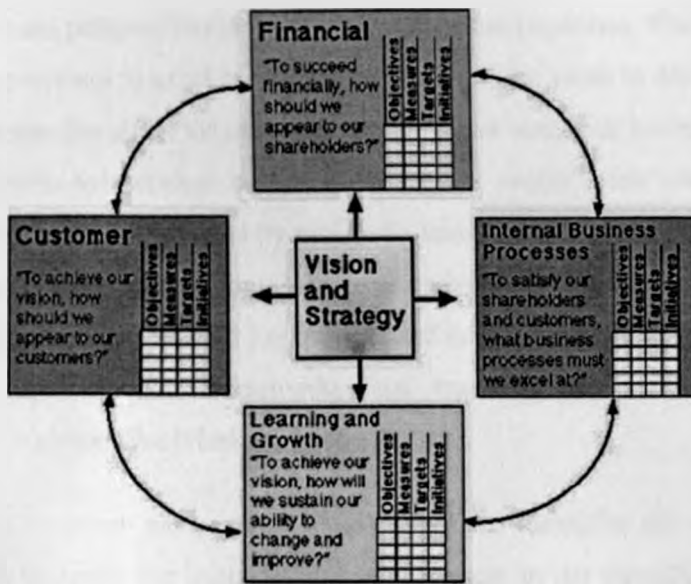 Financial
"To succeed
financially, how
should we
appear to our
shareholders?"
Objectives
Measures
Targets
Initiatives
Customer
"To achieve our
vision, how
should we
appear to our
customers?"
Objectives
Measures
Targets
Initiatives
Vision
and
Strategy
Internal Business
Processes
"To satisfy our
shareholders
and customers,
what business
processes must
we excel at?"
Objectives
Measures
Targets
Initiatives
Learning and
Growth
"To achieve our
vision, how will
we sustain our
ability to
change and
improve?"
Objectives
Measures
Targets
Initiatives